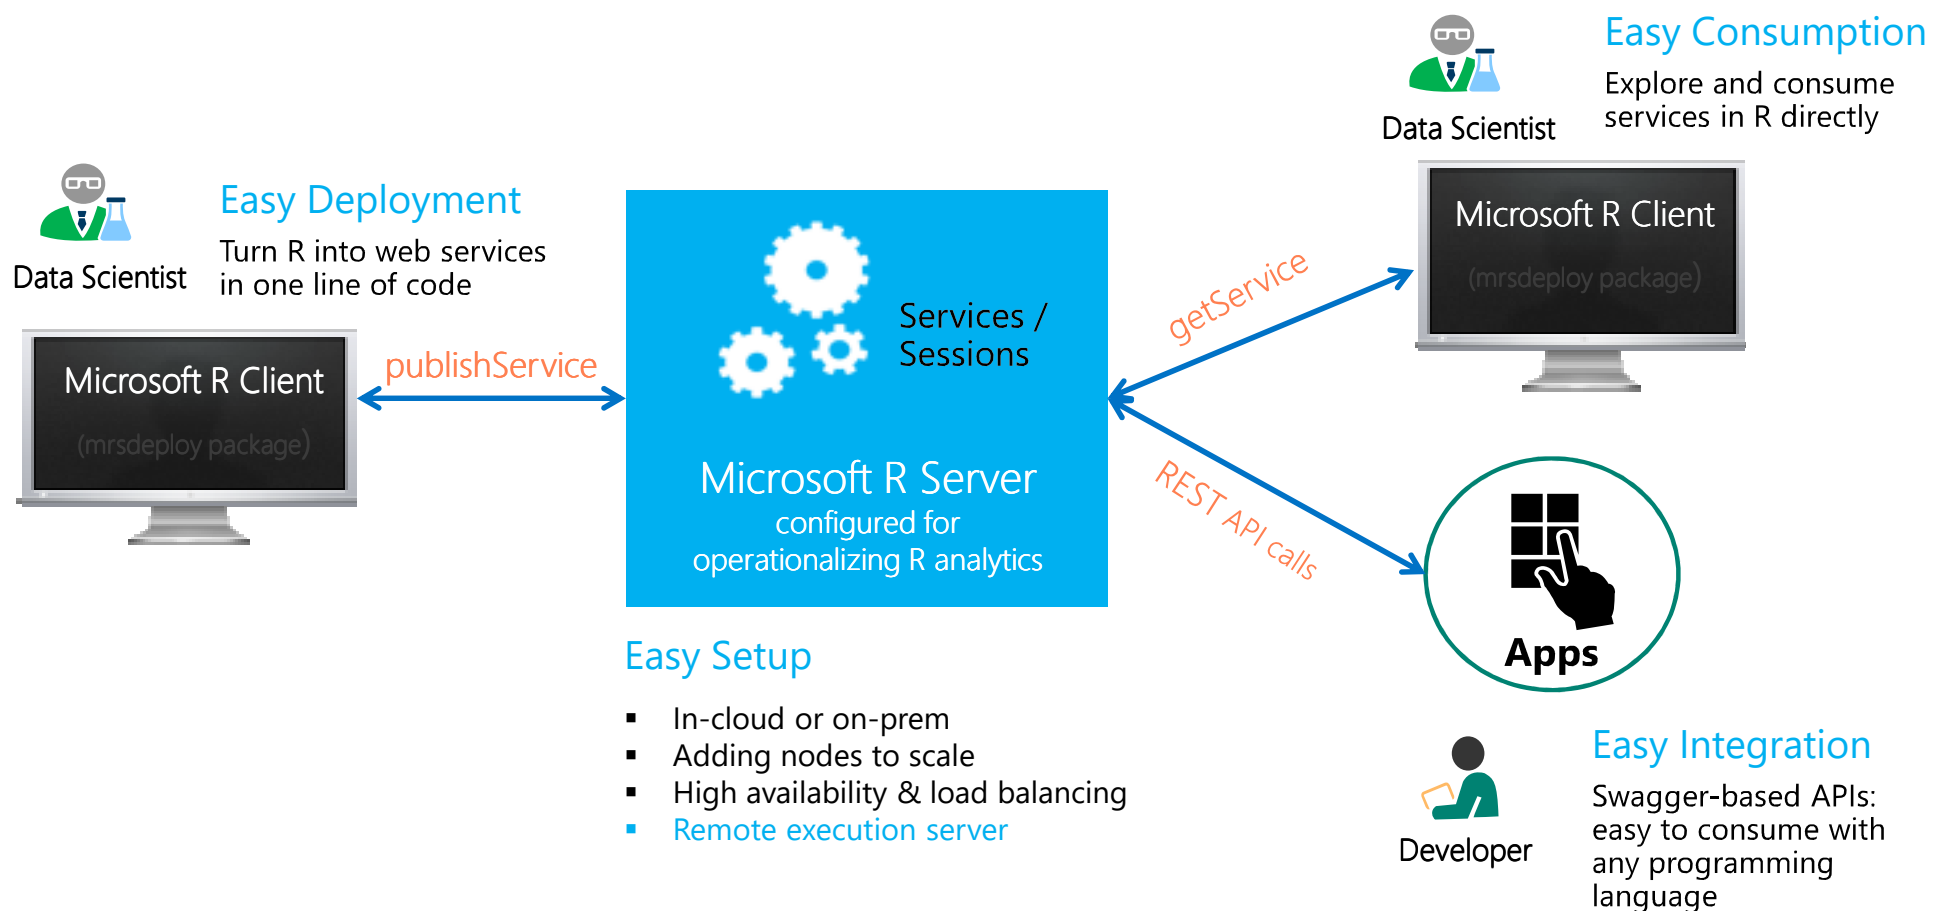 Data Scientist
Easy Deployment
Turn R into web services
in one line of code
Microsoft R Client
(mrsdeploy package)
publishService
Services /
Sessions
Microsoft R Server
configured for
operationalizing R analytics
Easy Setup
▪ In-cloud or on-prem
▪ Adding nodes to scale
▪ High availability & load balancing
▪ Remote execution server
getService
REST API calls
Data Scientist
Easy Consumption
Explore and consume
services in R directly
Microsoft R Client
(mrsdeploy package)
Apps
Developer
Easy Integration
Swagger-based APIs:
easy to consume with
any programming
language